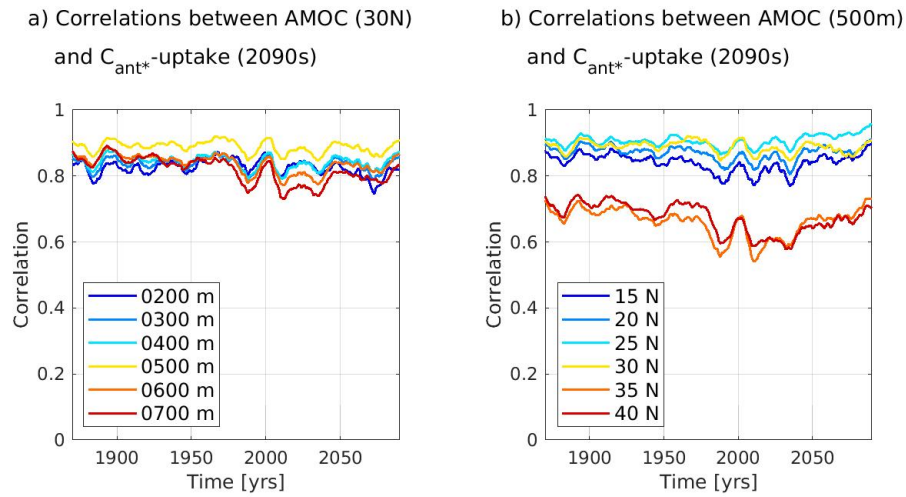 a) Correlations between AMOC (30N)
and C_ant*-uptake (2090s)
Correlation
1
0.8
0.6
0.4
0.2
0
0200 m
0300 m
0400 m
0500 m
0600 m
0700 m
1900 1950 2000 2050
Time [yrs]
b) Correlations between AMOC (500m)
and C_ant*-uptake (2090s)
Correlation
1
0.8
0.6
0.4
0.2
0
15 N
20 N
25 N
30 N
35 N
40 N
1900 1950 2000 2050
Time [yrs]